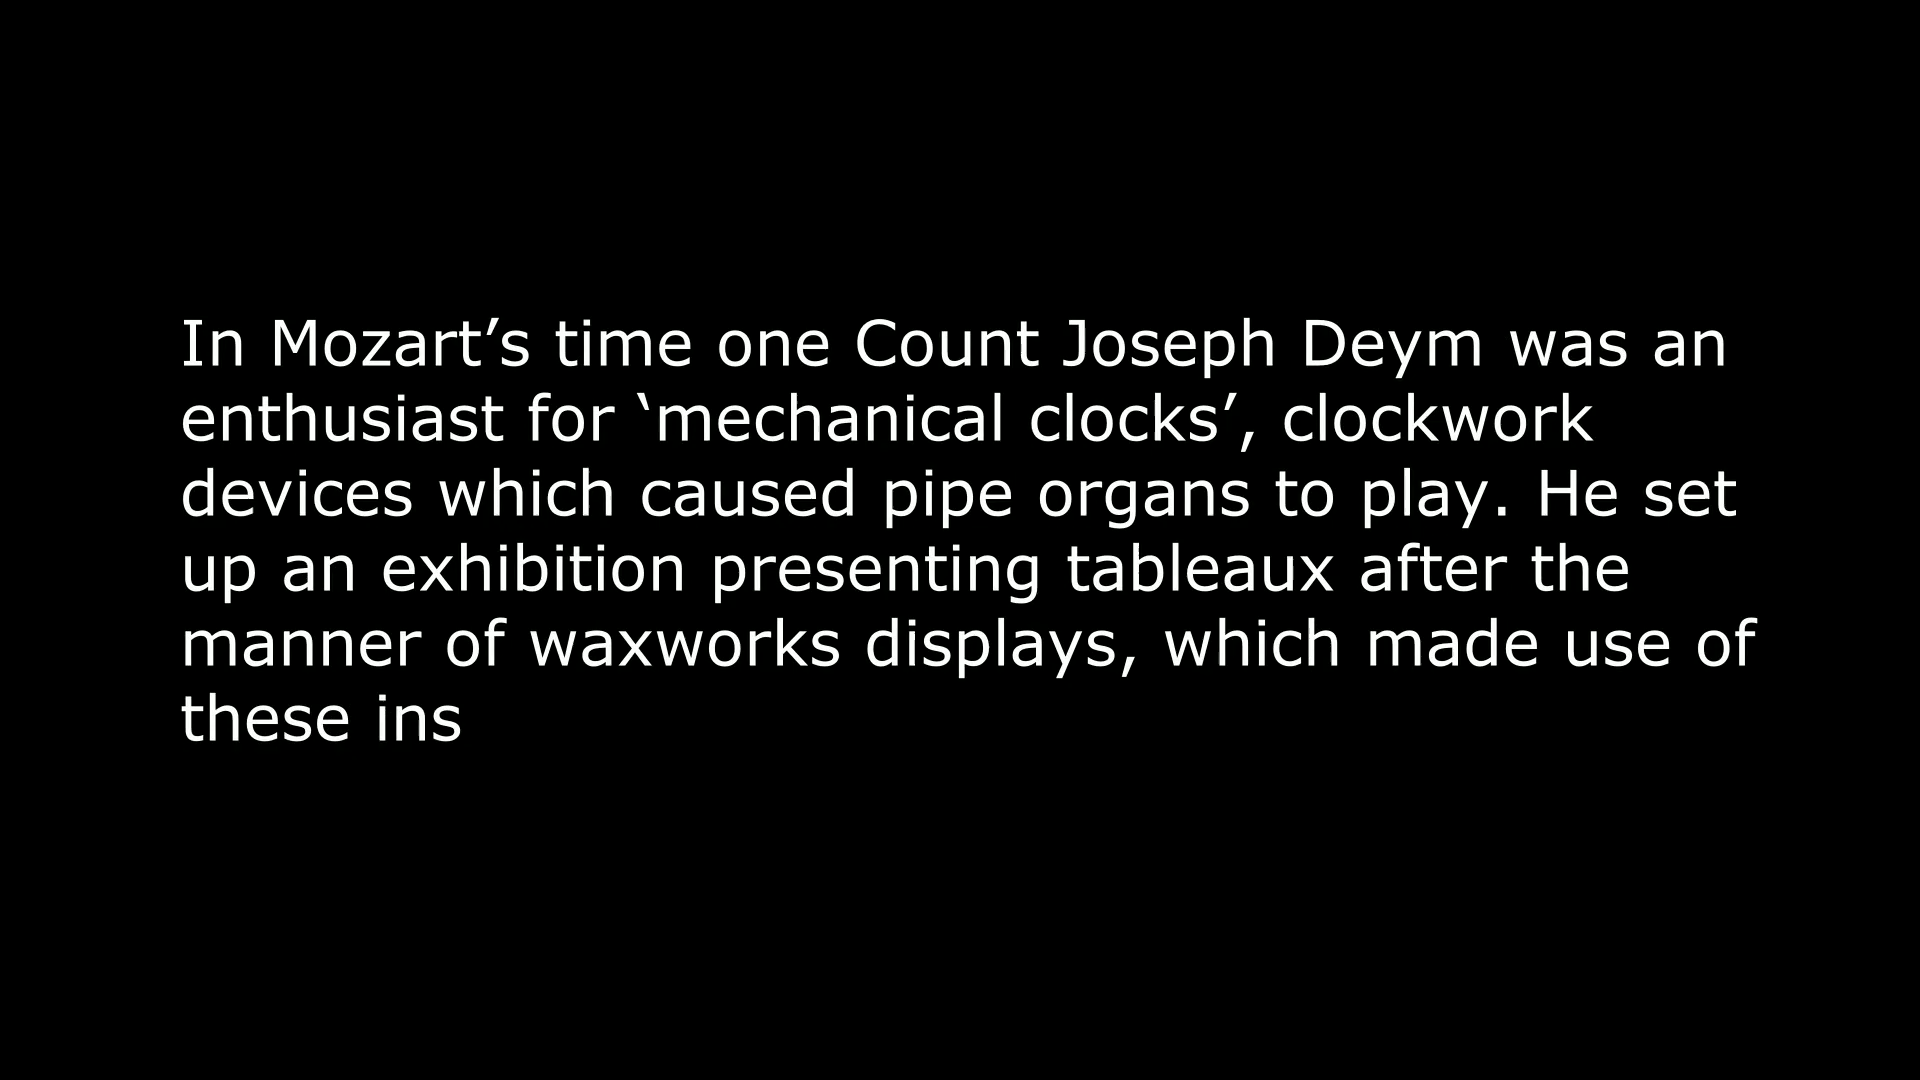 In Mozart’s time one Count Joseph Deym was an
enthusiast for ‘mechanical clocks’, clockwork
devices which caused pipe organs to play. He set
up an exhibition presenting tableaux after the
manner of waxworks displays, which made use of
these ins